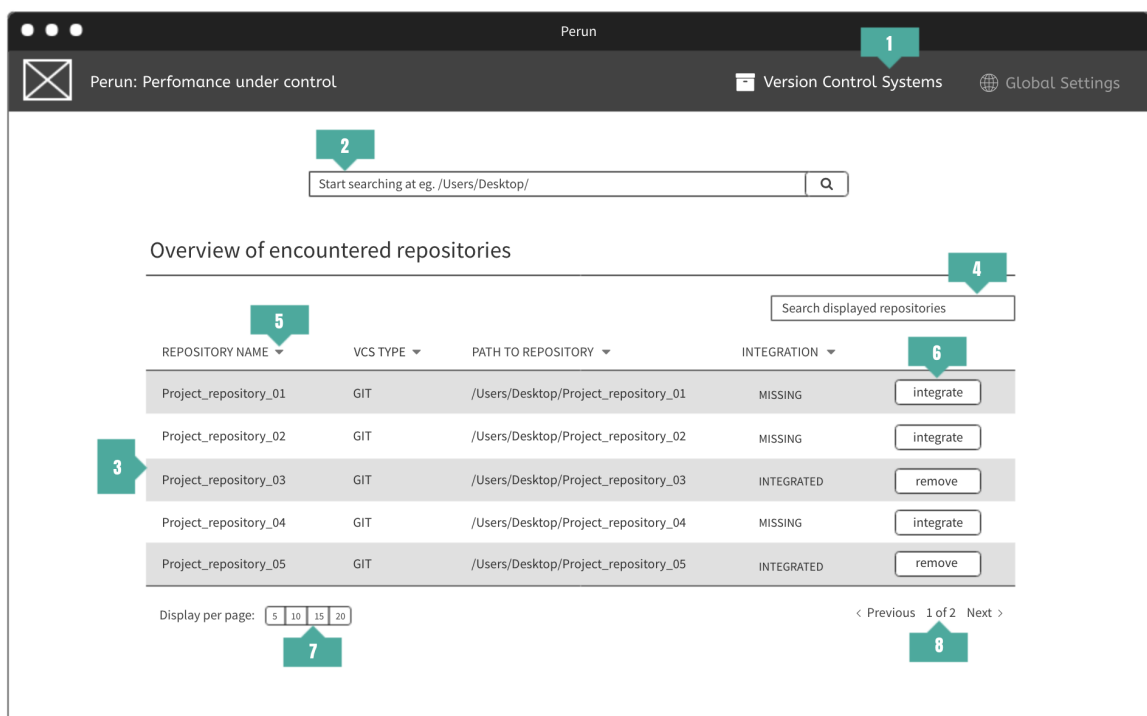 Perun
1
Perun: Perfomance under control
Version Control Systems
Global Settings
2
Start searching at eg. /Users/Desktop/
Overview of encountered repositories
4
Search displayed repositories
5
6
REPOSITORY NAME VCS TYPE PATH TO REPOSITORY INTEGRATION
Project_repository_01 GIT /Users/Desktop/Project_repository_01 MISSING integrate
Project_repository_02 GIT /Users/Desktop/Project_repository_02 MISSING integrate
3
Project_repository_03 GIT /Users/Desktop/Project_repository_03 INTEGRATED remove
Project_repository_04 GIT /Users/Desktop/Project_repository_04 MISSING integrate
Project_repository_05 GIT /Users/Desktop/Project_repository_05 INTEGRATED remove
Display per page: 5 10 15 20
< Previous 1 of 2 Next >
7
8